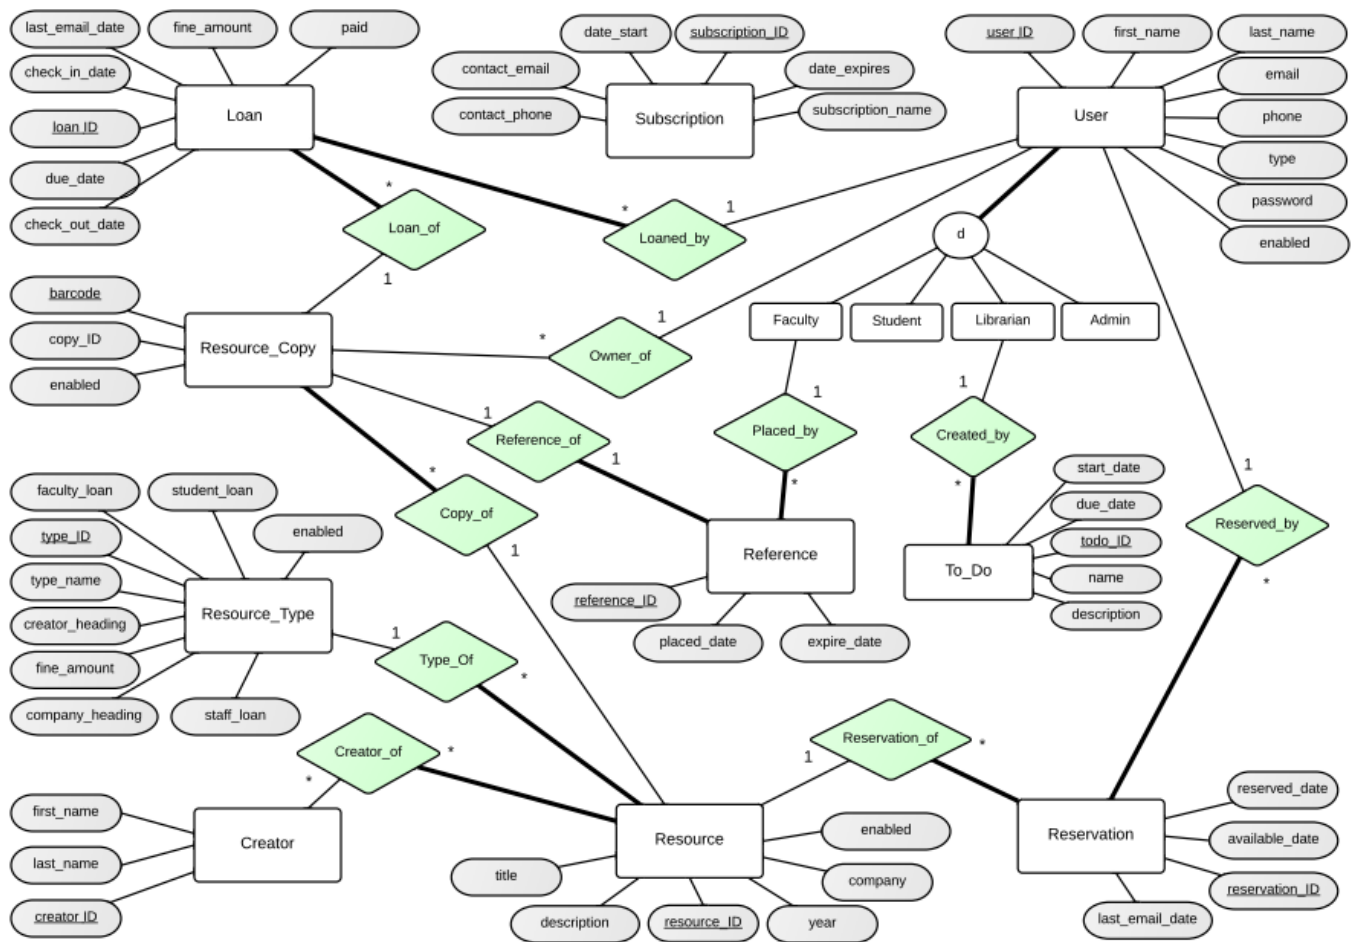 last_email_date
fine_amount
paid
check_in_date
Loan
loan ID
due_date
check_out_date
date_start
subscription_ID
contact_email
date_expires
contact_phone
Subscription
subscription_name
user ID
first_name
last_name
email
User
phone
type
password
enabled
*
Loan_of
1
*
Loaned_by
1
d
Faculty
Student
Librarian
Admin
barcode
copy_ID
enabled
Resource_Copy
*
Owner_of
1
1
Reference_of
1
1
Placed_by
*
1
Created_by
*
1
Reserved_by
*
*
Copy_of
1
faculty_loan
student_loan
enabled
type_ID
type_name
creator_heading
fine_amount
company_heading
staff_loan
Resource_Type
1
Type_Of
*
Reference
reference_ID
placed_date
expire_date
To_Do
start_date
due_date
todo_ID
name
description
Creator_of
*
*
first_name
last_name
creator ID
Creator
Reservation_of
*
1
Resource
enabled
company
title
description
resource_ID
year
Reservation
reserved_date
available_date
reservation_ID
last_email_date